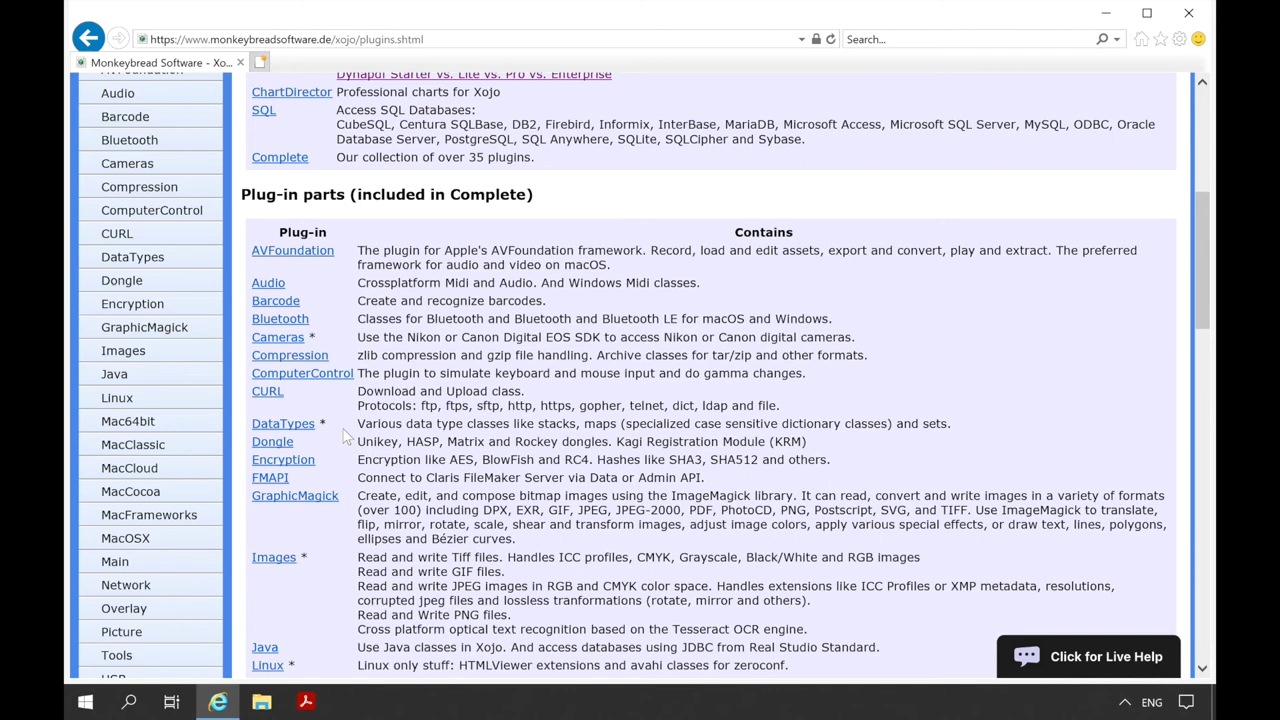 https://www.monkeybreadsoftware.de/xojo/plugins.shtml
Search...
Monkeybread Software - Xo...
Audio
Barcode
Bluetooth
Cameras
Compression
ComputerControl
CURL
DataTypes
Dongle
Encryption
GraphicMagick
Images
Java
Linux
Mac64bit
MacClassic
MacCloud
MacCocoa
MacFrameworks
MacOSX
Main
Network
Overlay
Picture
Tools
Dynapdf Starter vs. Lite vs. Pro vs. Enterprise
ChartDirector Professional charts for Xojo
SQL Access SQL Databases:
CubeSQL, Centura SQLBase, DB2, Firebird, Informix, InterBase, MariaDB, Microsoft Access, Microsoft SQL Server, MySQL, ODBC, Oracle
Database Server, PostgreSQL, SQL Anywhere, SQLite, SQLCipher and Sybase.
Complete Our collection of over 35 plugins.
Plug-in parts (included in Complete)
Plug-in Contains
AVFoundation The plugin for Apple's AVFoundation framework. Record, load and edit assets, export and convert, play and extract. The preferred
framework for audio and video on macOS.
Audio Crossplatform Midi and Audio. And Windows Midi classes.
Barcode Create and recognize barcodes.
Bluetooth Classes for Bluetooth and Bluetooth and Bluetooth LE for macOS and Windows.
Cameras * Use the Nikon or Canon Digital EOS SDK to access Nikon or Canon digital cameras.
Compression zlib compression and gzip file handling. Archive classes for tar/zip and other formats.
ComputerControl The plugin to simulate keyboard and mouse input and do gamma changes.
CURL Download and Upload class.
Protocols: ftp, ftps, sftp, http, https, gopher, telnet, dict, ldap and file.
DataTypes * Various data type classes like stacks, maps (specialized case sensitive dictionary classes) and sets.
Dongle Unikey, HASP, Matrix and Rockey dongles. Kagi Registration Module (KRM)
Encryption Encryption like AES, BlowFish and RC4. Hashes like SHA3, SHA512 and others.
FMAPI Connect to Claris FileMaker Server via Data or Admin API.
GraphicMagick Create, edit, and compose bitmap images using the ImageMagick library. It can read, convert and write images in a variety of formats
(over 100) including DPX, EXR, GIF, JPEG, JPEG-2000, PDF, PhotoCD, PNG, Postscript, SVG, and TIFF. Use ImageMagick to translate,
flip, mirror, rotate, scale, shear and transform images, adjust image colors, apply various special effects, or draw text, lines, polygons,
ellipses and Bézier curves.
Images * Read and write Tiff files. Handles ICC profiles, CMYK, Grayscale, Black/White and RGB images
Read and write GIF files.
Read and write JPEG images in RGB and CMYK color space. Handles extensions like ICC Profiles or XMP metadata, resolutions,
corrupted jpeg files and lossless tranformations (rotate, mirror and others).
Read and Write PNG files.
Cross platform optical text recognition based on the Tesseract OCR engine.
Java Use Java classes in Xojo. And access databases using JDBC from Real Studio Standard.
Linux * Linux only stuff: HTMLViewer extensions and avahi classes for zeroconf.
Click for Live Help
ENG